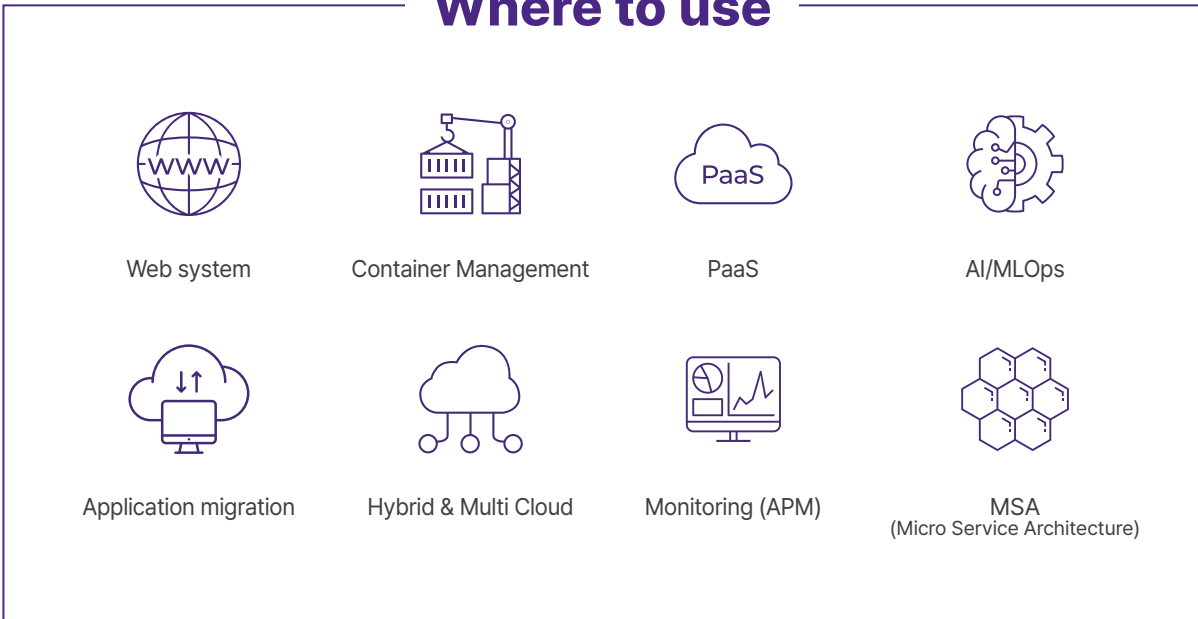 Where to use
www
PaaS
Web system
Container Management
PaaS
AI/MLOps
Application migration
Hybrid & Multi Cloud
Monitoring (APM)
MSA
(Micro Service Architecture)